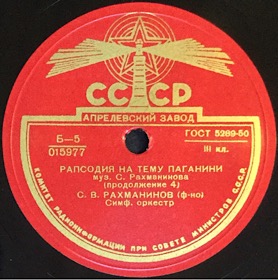 СССР
АПРЕЛЕВСКИЙ ЗАВОД
Б—5
015977
ГОСТ 5289-50
III кл.
РАПСОДИЯ НА ТЕМУ ПАГАНИНИ
муз. С. Рахманинова
(продолжение 4)
С. В. РАХМАНИНОВ (ф-но)
Симф. оркестр
КОМИТЕТ РАДИОИНФОРМАЦИИ ПРИ СОВЕТЕ МИНИСТРОВ С.С.С.Р.